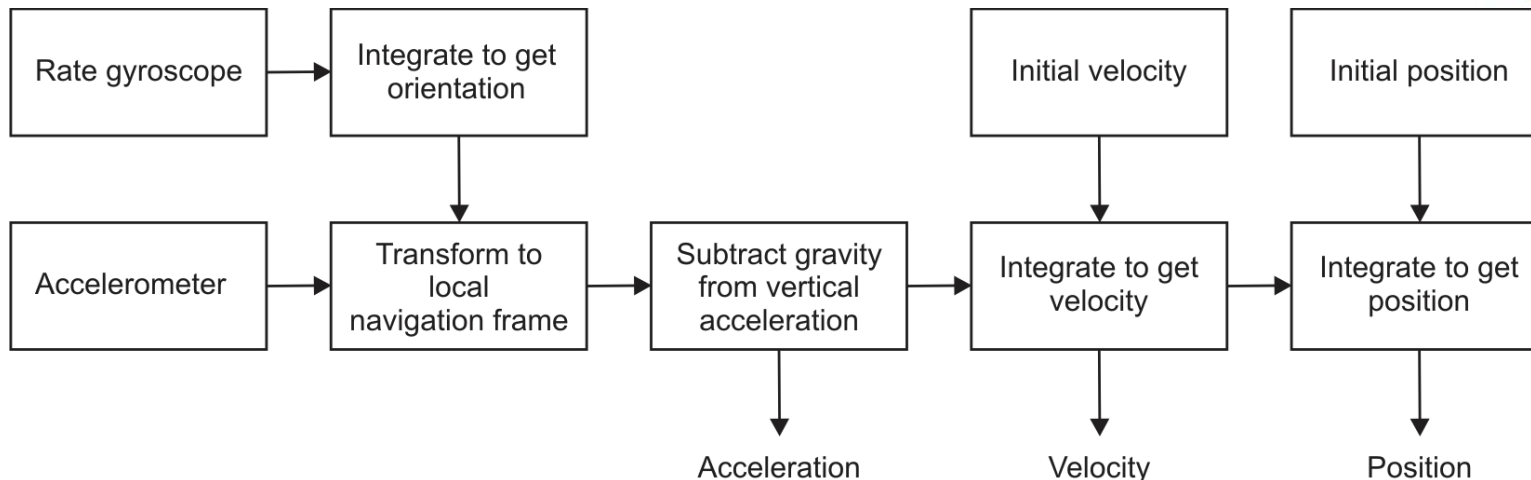 Rate gyroscope
Integrate to get
orientation
Initial velocity
Initial position
Accelerometer
Transform to
local
navigation frame
Subtract gravity
from vertical
acceleration
Integrate to get
velocity
Integrate to get
position
Acceleration
Velocity
Position